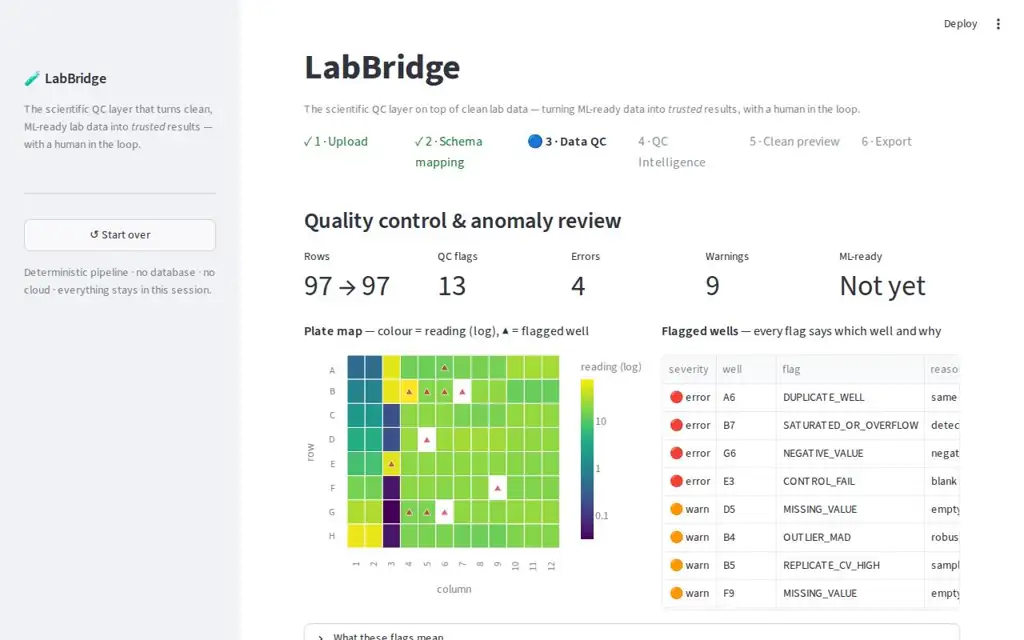 Deploy
🧪 LabBridge
The scientific QC layer that turns clean,
ML-ready lab data into trusted results —
with a human in the loop.
↺ Start over
Deterministic pipeline · no database · no
cloud · everything stays in this session.
LabBridge
The scientific QC layer on top of clean lab data — turning ML-ready data into trusted results, with a human in the loop.
✓ 1 · Upload
✓ 2 · Schema
mapping
🔵 3 · Data QC
4 · QC
Intelligence
5 · Clean preview
6 · Export
Quality control & anomaly review
Rows
97 → 97
QC flags
13
Errors
4
Warnings
9
ML-ready
Not yet
Plate map — colour = reading (log), ▲ = flagged well
A
B
C
D
E
F
G
H
row
1 2 3 4 5 6 7 8 9 10 11 12
column
reading (log)
10
1
0.1
Flagged wells — every flag says which well and why
severity well flag reaso
🔴 error A6 DUPLICATE_WELL same
🔴 error B7 SATURATED_OR_OVERFLOW detec
🔴 error G6 NEGATIVE_VALUE negat
🔴 error E3 CONTROL_FAIL blank
🟠 warn D5 MISSING_VALUE empty
🟠 warn B4 OUTLIER_MAD robus
🟠 warn B5 REPLICATE_CV_HIGH sampl
🟠 warn F9 MISSING_VALUE empty
What these flags mean